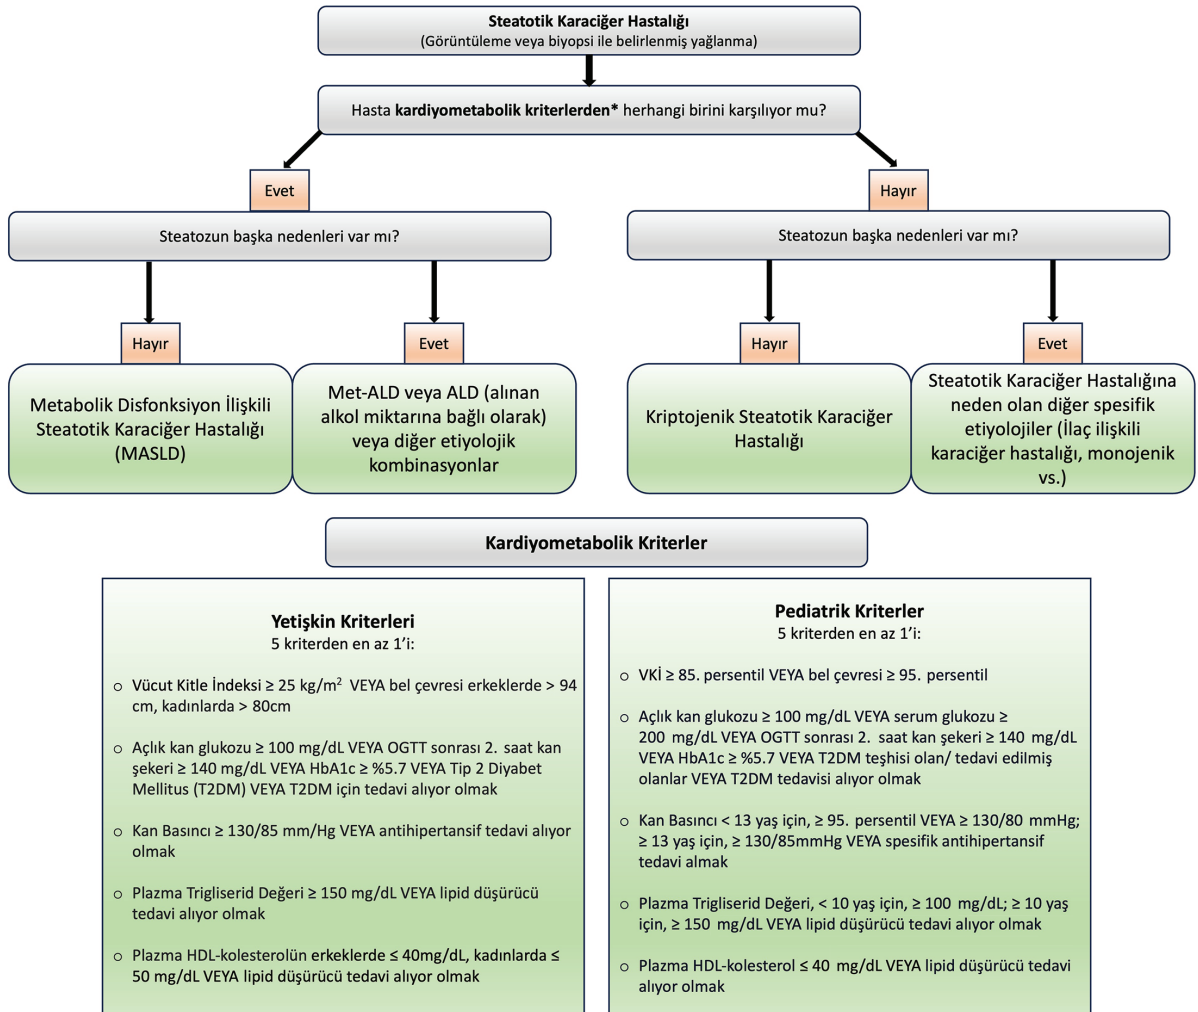 Steatotik Karaciğer Hastalığı
(Görüntüleme veya biyopsi ile belirlenmiş yağlanma)
Hasta kardiyometabolik kriterlerden* herhangi birini karşılıyor mu?
Evet
Hayır
Steatozun başka nedenleri var mı?
Steatozun başka nedenleri var mı?
Hayır
Evet
Hayır
Evet
Metabolik Disfonksiyon İlişkili
Steatotik Karaciğer Hastalığı
(MASLD)
Met-ALD veya ALD (alınan
alkol miktarına bağlı olarak)
veya diğer etiyolojik
kombinasyonlar
Kriptojenik Steatotik Karaciğer
Hastalığı
Steatotik Karaciğer Hastalığına
neden olan diğer spesifik
etiyolojiler (İlaç ilişkili
karaciğer hastalığı, monojenik
vs.)
Kardiyometabolik Kriterler
Yetişkin Kriterleri
5 kriterden en az 1’i:
o Vücut Kitle İndeksi ≥ 25 kg/m² VEYA bel çevresi erkeklerde > 94
cm, kadınlarda > 80cm
o Açlık kan glukozu ≥ 100 mg/dL VEYA OGTT sonrası 2. saat kan
şekeri ≥ 140 mg/dL VEYA HbA1c ≥ %5.7 VEYA Tip 2 Diyabet
Mellitus (T2DM) VEYA T2DM için tedavi alıyor olmak
o Kan Basıncı ≥ 130/85 mm/Hg VEYA antihipertansif tedavi alıyor
olmak
o Plazma Trigliserid Değeri ≥ 150 mg/dL VEYA lipid düşürücü
tedavi alıyor olmak
o Plazma HDL-kolesterolün erkeklerde ≤ 40mg/dL, kadınlarda ≤
50 mg/dL VEYA lipid düşürücü tedavi alıyor olmak
Pediatrik Kriterler
5 kriterden en az 1’i:
o VKİ ≥ 85. persentil VEYA bel çevresi ≥ 95. persentil
o Açlık kan glukozu ≥ 100 mg/dL VEYA serum glukozu ≥
200 mg/dL VEYA OGTT sonrası 2. saat kan şekeri ≥ 140 mg/dL
VEYA HbA1c ≥ %5.7 VEYA T2DM teşhisi olan/ tedavi edilmiş
olanlar VEYA T2DM tedavisi alıyor olmak
o Kan Basıncı < 13 yaş için, ≥ 95. persentil VEYA ≥ 130/80 mmHg;
≥ 13 yaş için, ≥ 130/85mmHg VEYA spesifik antihipertansif
tedavi almak
o Plazma Trigliserid Değeri, < 10 yaş için, ≥ 100 mg/dL; ≥ 10 yaş
için, ≥ 150 mg/dL VEYA lipid düşürücü tedavi alıyor olmak
o Plazma HDL-kolesterol ≤ 40 mg/dL VEYA lipid düşürücü tedavi
alıyor olmak